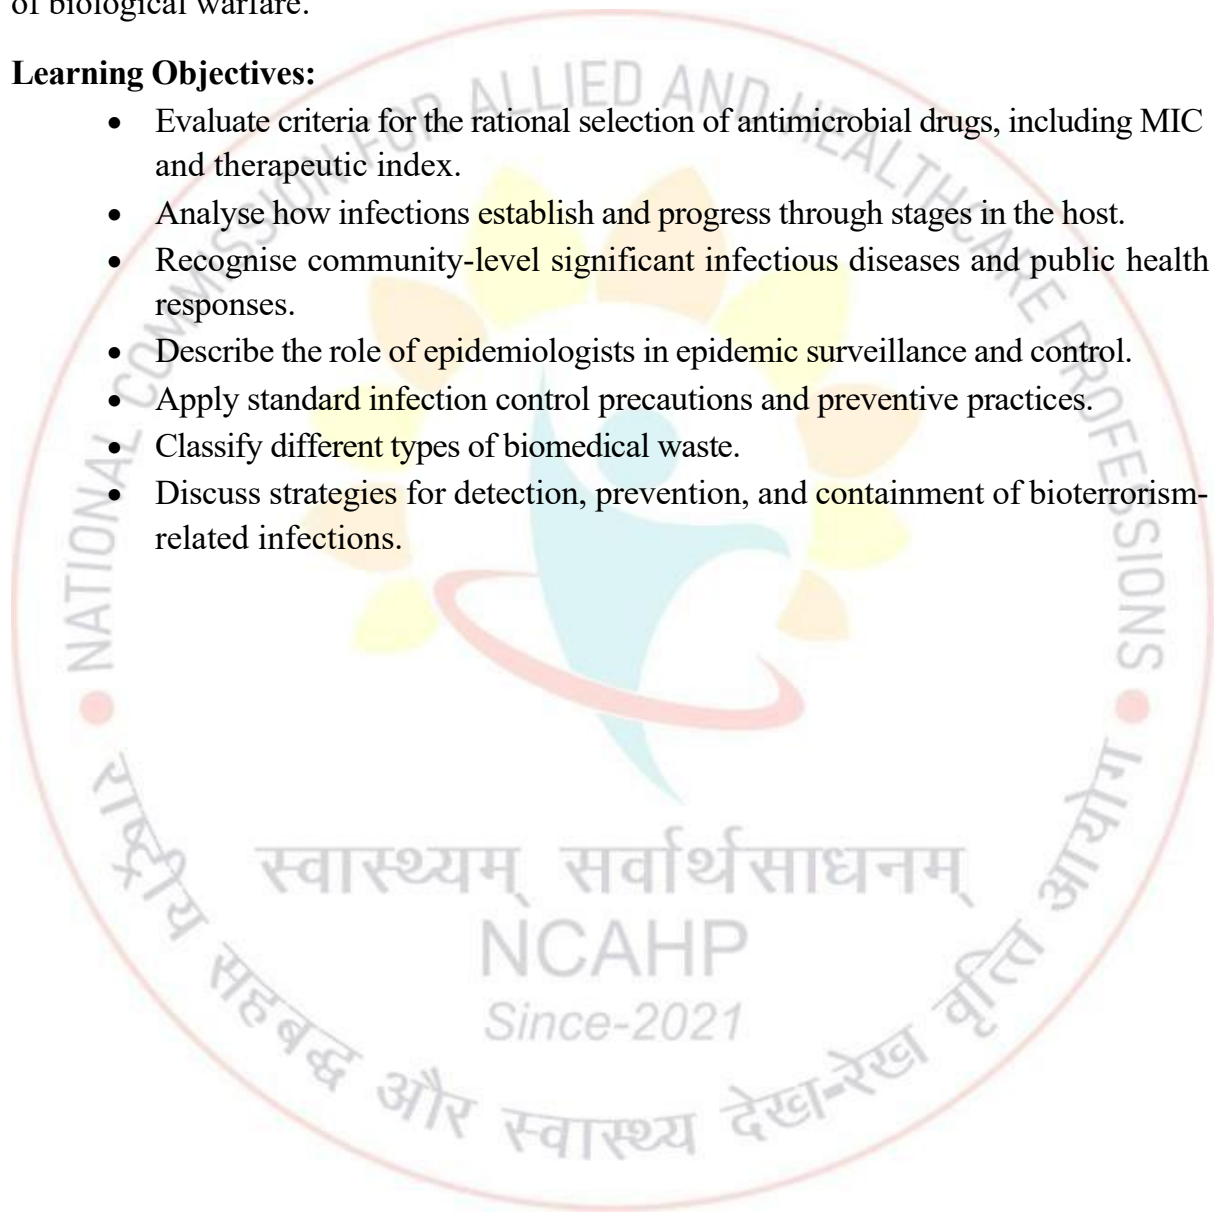 of biological warfare.
Learning Objectives:
• Evaluate criteria for the rational selection of antimicrobial drugs, including MIC
and therapeutic index.
• Analyse how infections establish and progress through stages in the host.
• Recognise community-level significant infectious diseases and public health
responses.
• Describe the role of epidemiologists in epidemic surveillance and control.
• Apply standard infection control precautions and preventive practices.
• Classify different types of biomedical waste.
• Discuss strategies for detection, prevention, and containment of bioterrorism-
related infections.
NATIONAL COMMISSION FOR ALLIED AND HEALTHCARE PROFESSIONS
स्वास्थ्यम् सर्वार्थसाधनम्
NCAHP
Since-2021
राष्ट्रीय सहबद्ध और स्वास्थ्य देख-रेख वृत्ति आयोग